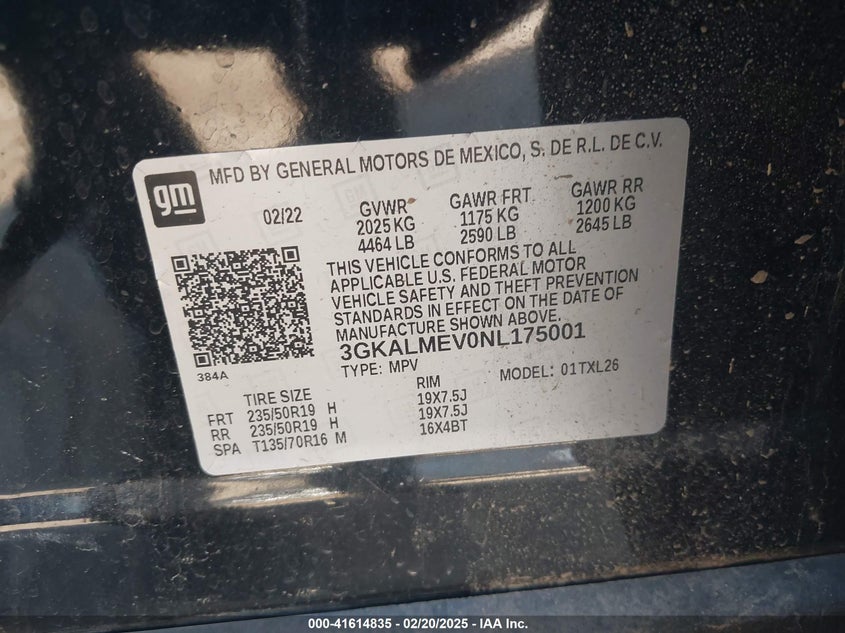 gm
MFD BY GENERAL MOTORS DE MEXICO, S. DE R.L. DE C.V.
02/22 GVWR GAWR FRT GAWR RR
2025 KG 1175 KG 1200 KG
4464 LB 2590 LB 2645 LB
THIS VEHICLE CONFORMS TO ALL
APPLICABLE U.S. FEDERAL MOTOR
VEHICLE SAFETY AND THEFT PREVENTION
STANDARDS IN EFFECT ON THE DATE OF
MANUFACTURE SHOWN ABOVE.
3GKALMEV0NL175001
384A
TYPE: MPV MODEL: 01TXL26
TIRE SIZE RIM
FRT 235/50R19 H 19X7.5J
RR 235/50R19 H 19X7.5J
SPA T135/70R16 M 16X4BT
000-41614835 - 02/20/2025 - IAA Inc.